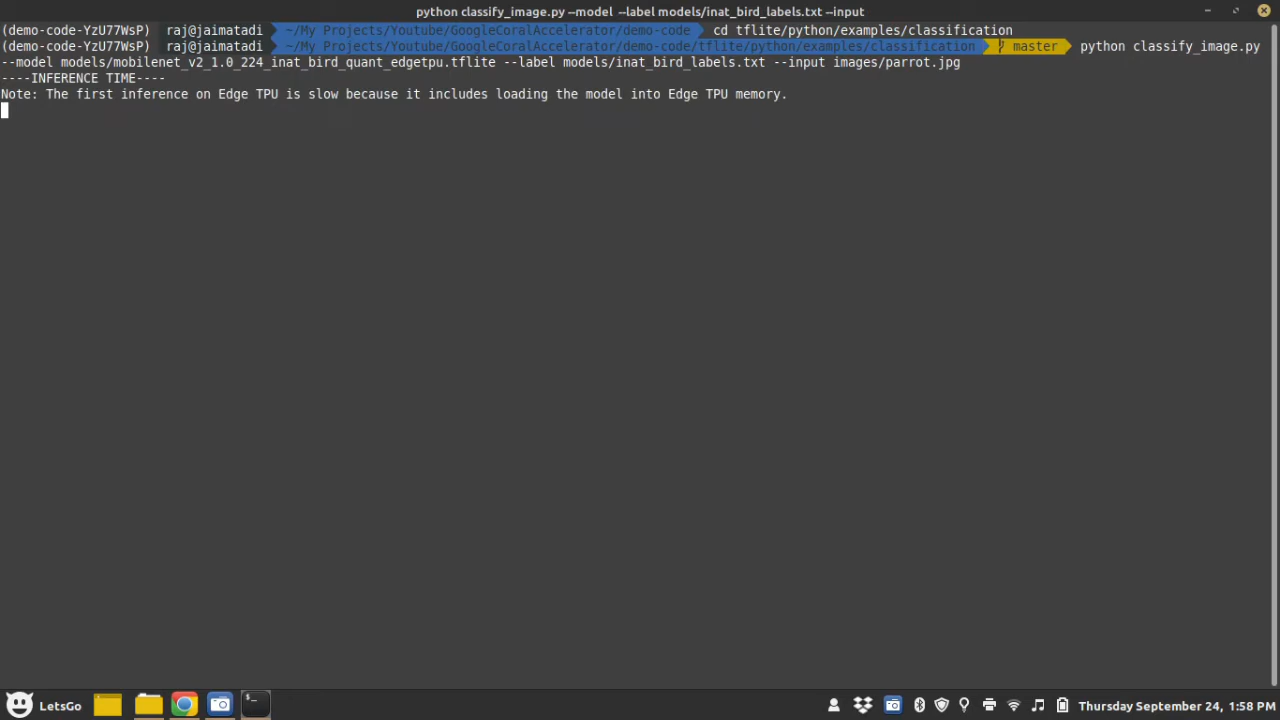 python classify_image.py –model –label models/inat_bird_labels.txt –input
(demo-code-YzU77WsP) raj@jaimatadi ~/My Projects/Youtube/GoogleCoralAccelerator/demo-code cd tflite/python/examples/classification
(demo-code-YzU77WsP) raj@jaimatadi ~/My Projects/Youtube/GoogleCoralAccelerator/demo-code/tflite/python/examples/classification master python classify_image.py
--model models/mobilenet_v2_1.0_224_inat_bird_quant_edgetpu.tflite --label models/inat_bird_labels.txt --input images/parrot.jpg
----INFERENCE TIME----
Note: The first inference on Edge TPU is slow because it includes loading the model into Edge TPU memory.
LetsGo
Thursday September 24, 1:58 PM